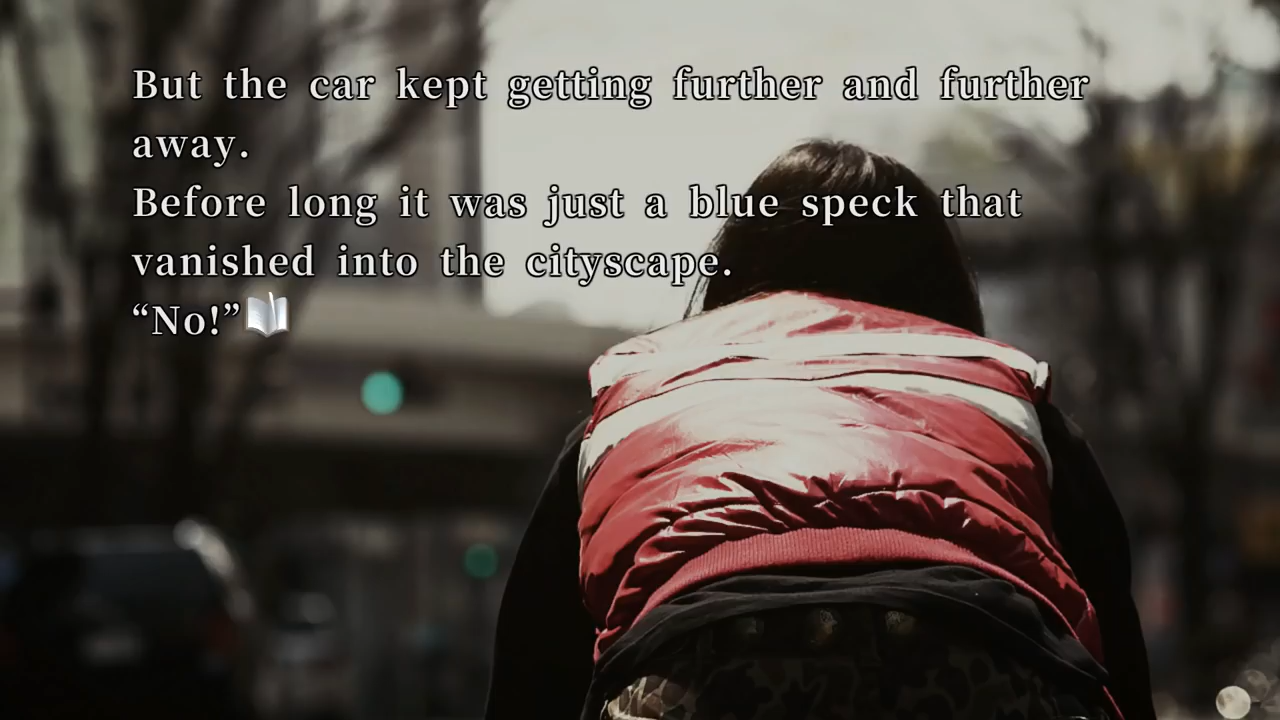 But the car kept getting further and further
away.
Before long it was just a blue speck that
vanished into the cityscape.
“No!”